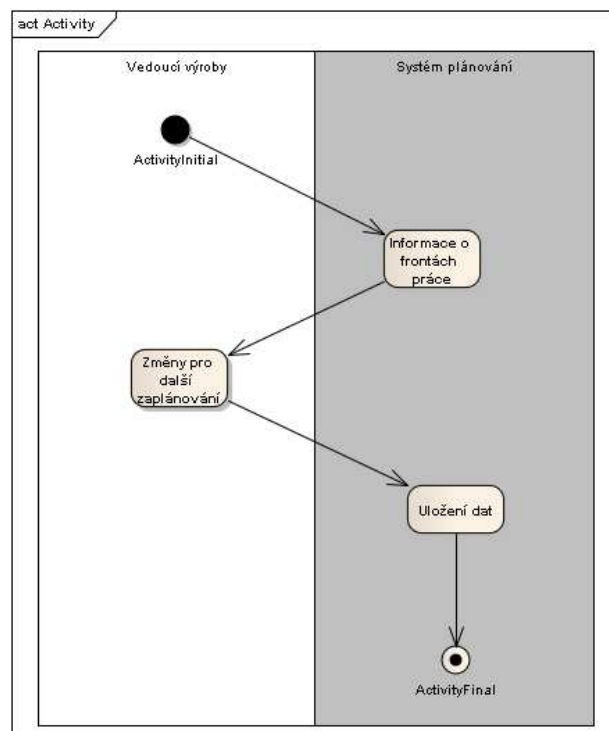 act Activity
Vedoucí výroby
Systém plánování
ActivityInitial
Informace o
frontách
práce
Změny pro
další
zaplánování
Uložení dat
ActivityFinal